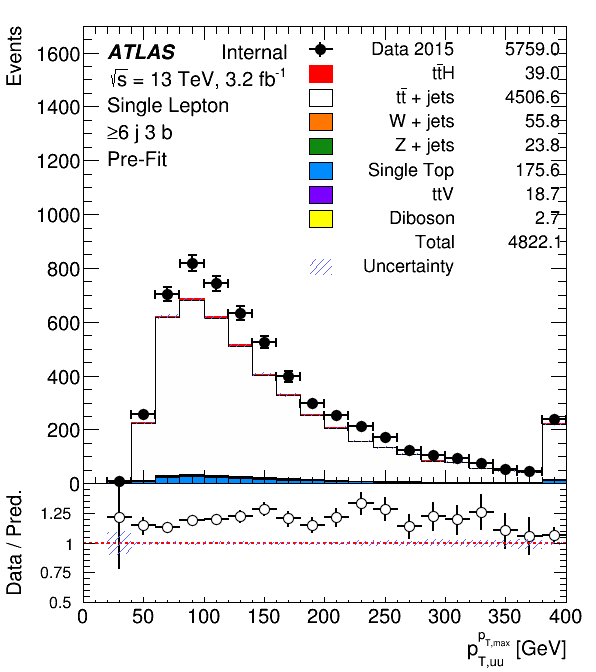 ATLAS Internal
√s = 13 TeV, 3.2 fb⁻¹
Single Lepton
≥6 j 3 b
Pre-Fit
Data 2015 5759.0
tt̄H 39.0
tt̄ + jets 4506.6
W + jets 55.8
Z + jets 23.8
Single Top 175.6
ttV 18.7
Diboson 2.7
Total 4822.1
Uncertainty
Events
1600
1400
1200
1000
800
600
400
200
0
Data / Pred.
1.25
1
0.75
0.5
0 50 100 150 200 250 300 350 400
p_{T,uu}^{p_{T,max}} [GeV]